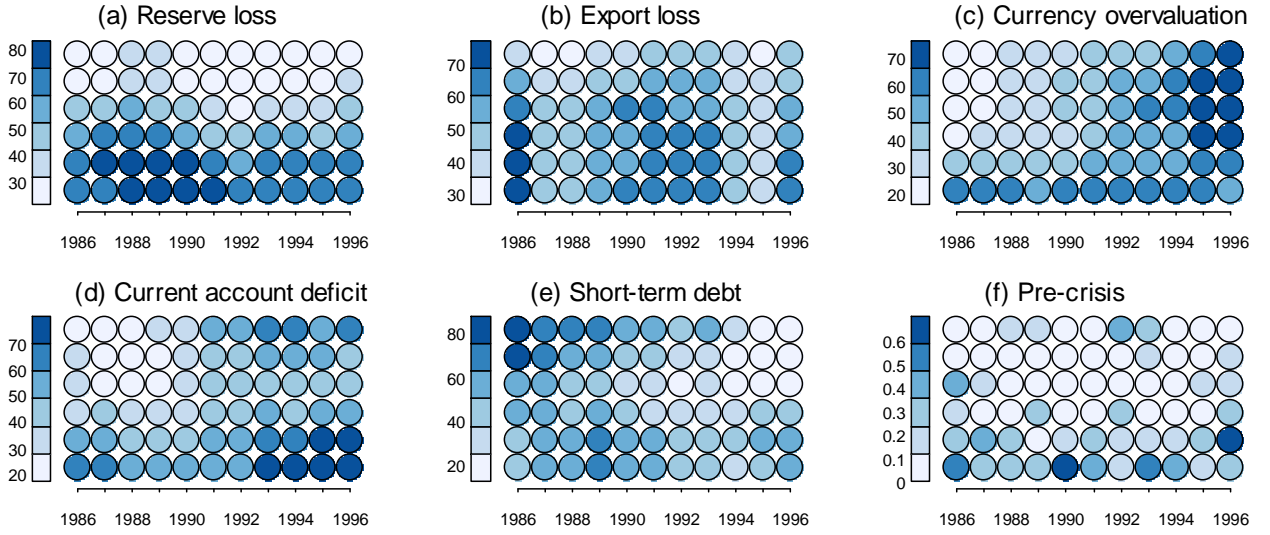 (a) Reserve loss
80
70
60
50
40
30
1986 1988 1990 1992 1994 1996
(b) Export loss
70
60
50
40
30
1986 1988 1990 1992 1994 1996
(c) Currency overvaluation
70
60
50
40
30
20
1986 1988 1990 1992 1994 1996
(d) Current account deficit
70
50
40
30
20
1986 1988 1990 1992 1994 1996
(e) Short-term debt
80
60
40
20
1986 1988 1990 1992 1994 1996
(f) Pre-crisis
0.6
0.5
0.4
0.3
0.2
0.1
0
1986 1988 1990 1992 1994 1996